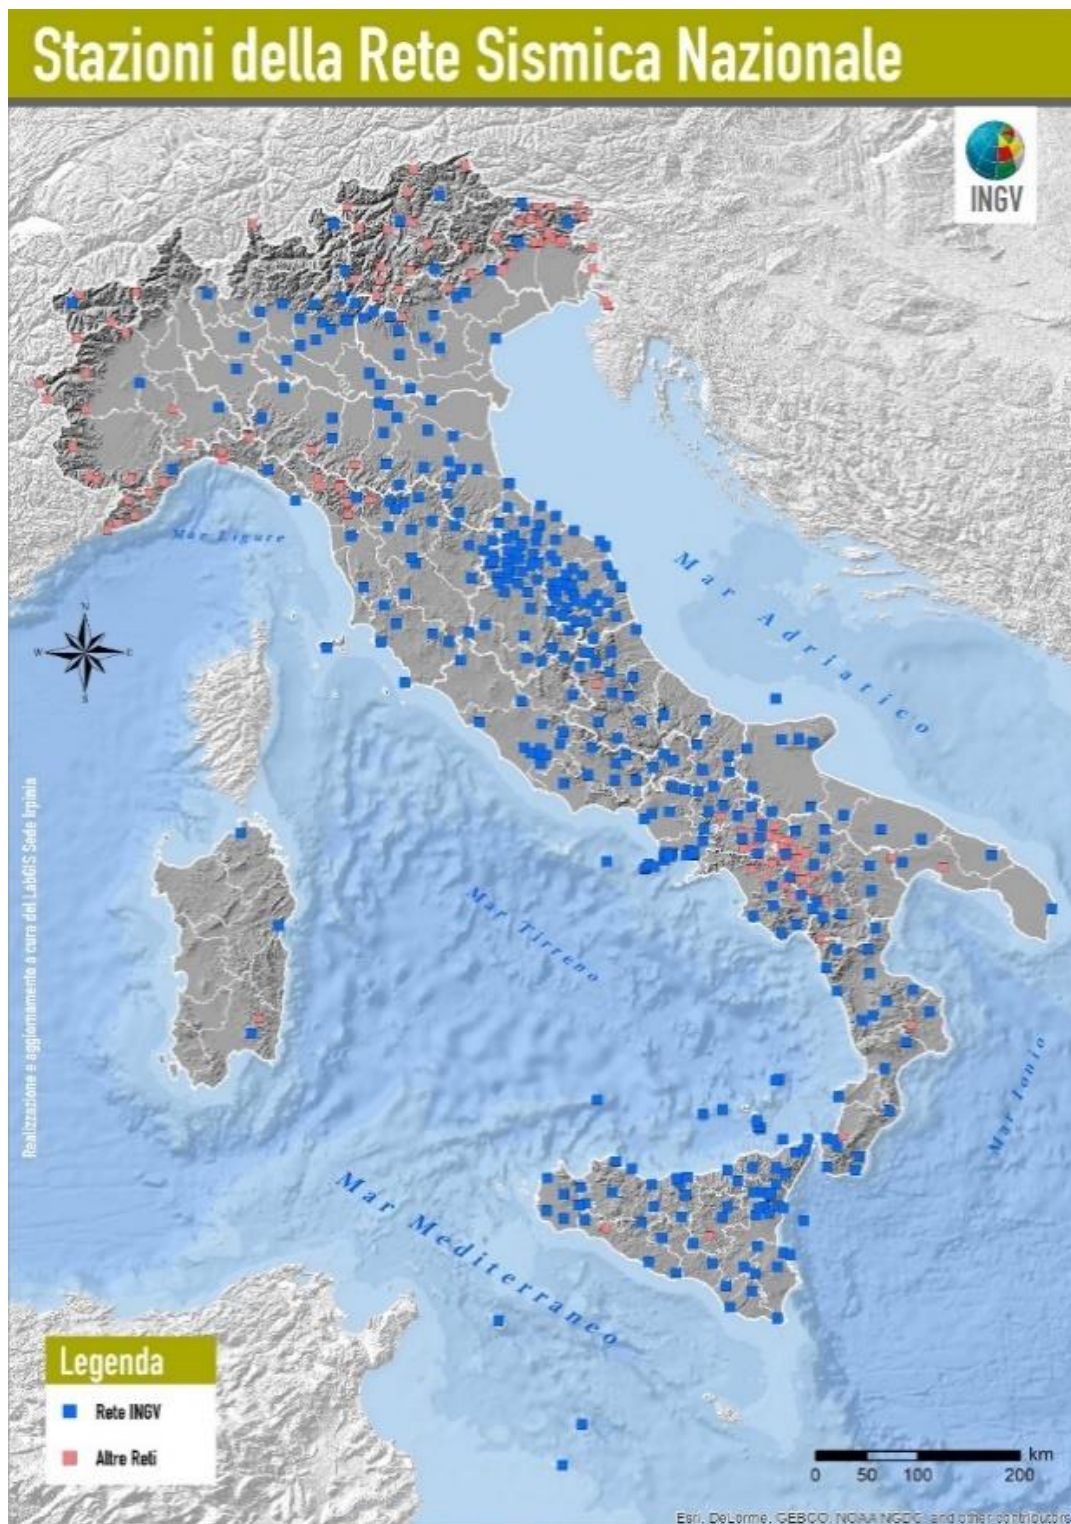 Stazioni della Rete Sismica Nazionale
INGV
Mar Ligure
N
W
E
S
Mar Adriatico
Mar Tirreno
Mar Ionio
Mar Mediterraneo
Realizzazione e aggiornamento a cura del LabGIS Sede Irpinia
Legenda
Rete INGV
Altre Reti
km
0 50 100 200
Esri, DeLorme, GEBCO, NOAA NGDC, and other contributors